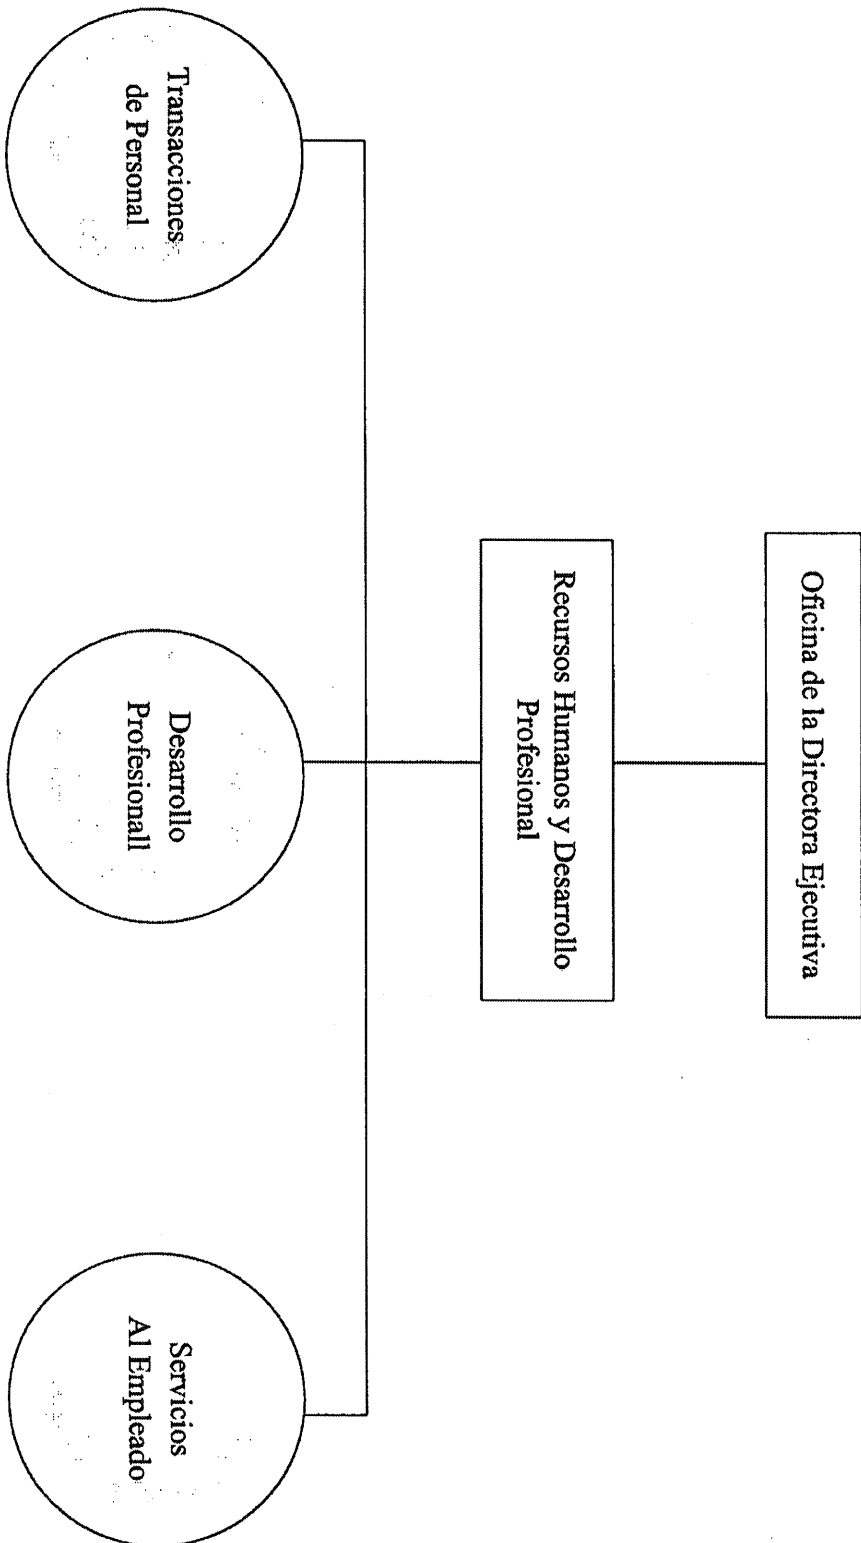 Oficina de la Directora Ejecutiva
Recursos Humanos y Desarrollo
Profesional
Transacciones
de Personal
Desarrollo
Profesionall
Servicios
Al Empleado